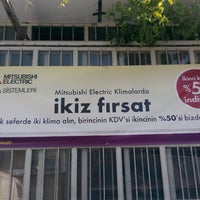 MITSUBISHI
ELECTRIC
SİSTEMLERİ
Mitsubishi Electric Klimalarda
ikiz fırsat
k seferde iki klima alın, birincinin KDV'si ikincinin %50'si bizd
İkinci k
%5
indi